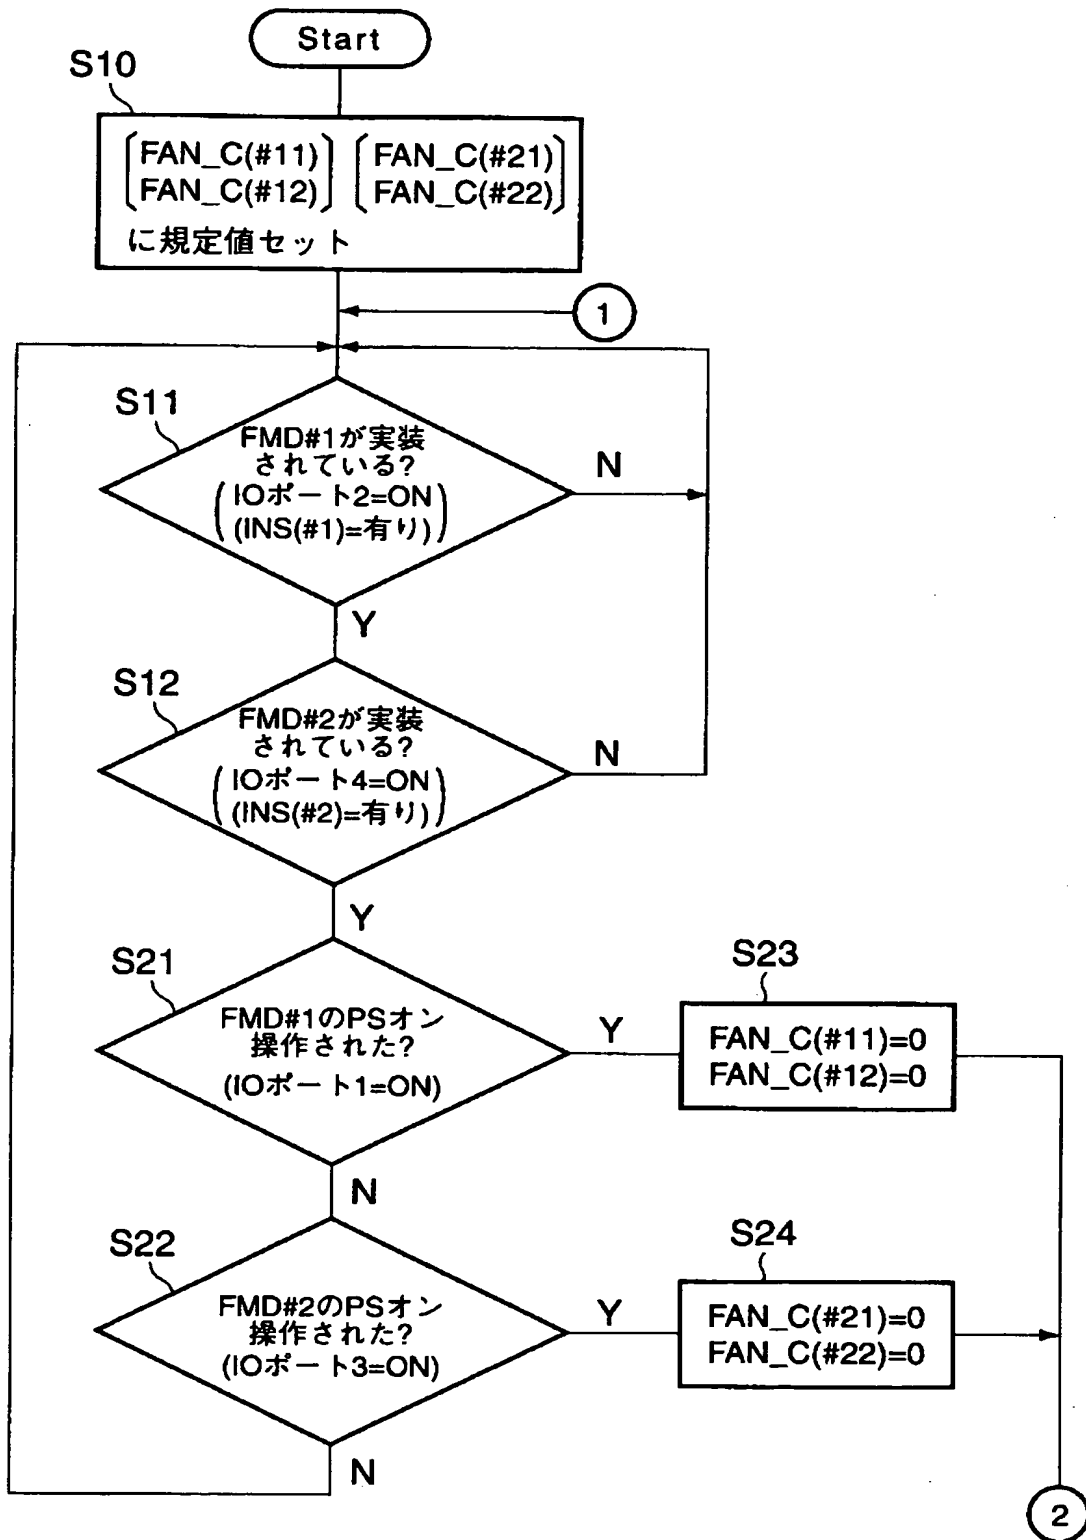 Start
S10
FAN_C(#11) FAN_C(#21)
FAN_C(#12) FAN_C(#22)
に規定値セット
1
S11
FMD#1が実装
されている?
(IOポート2=ON
(INS(#1)=有り))
N
Y
S12
FMD#2が実装
されている?
(IOポート4=ON
(INS(#2)=有り))
N
Y
S21
FMD#1のPSオン
操作された?
(IOポート1=ON)
Y
N
S23
FAN_C(#11)=0
FAN_C(#12)=0
S22
FMD#2のPSオン
操作された?
(IOポート3=ON)
Y
N
S24
FAN_C(#21)=0
FAN_C(#22)=0
2